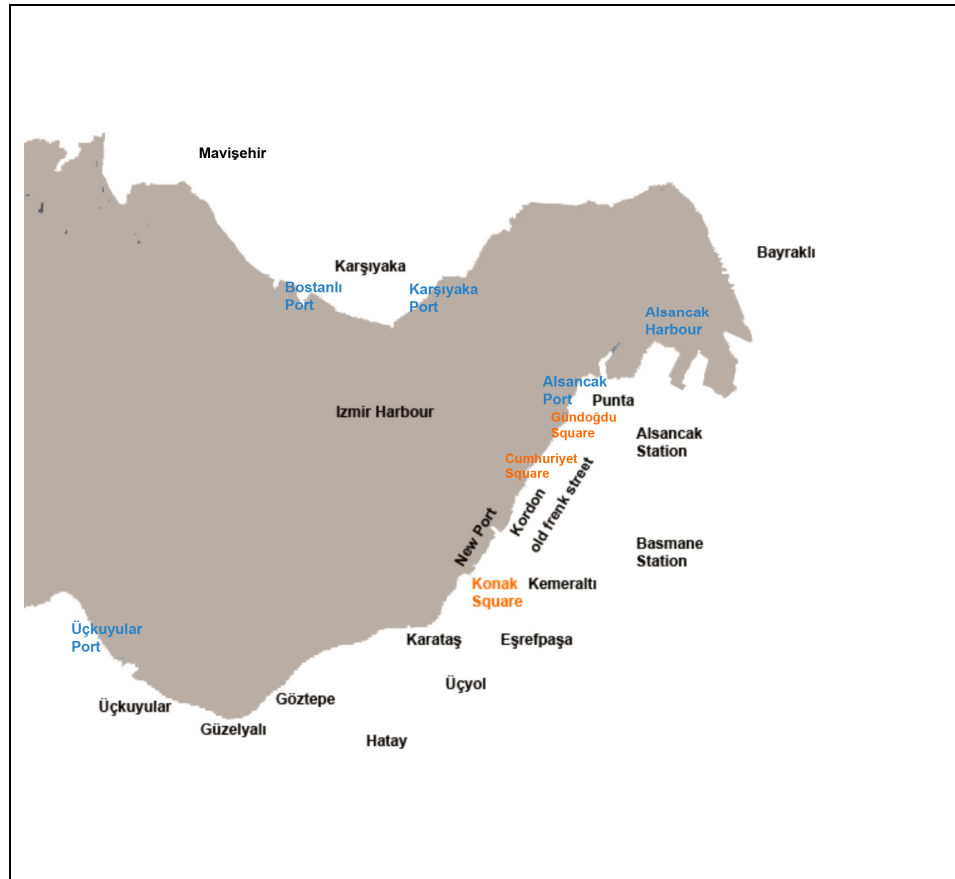 Mavişehir
Bayraklı
Karşıyaka
Bostanlı
Port
Karşıyaka
Port
Alsancak
Harbour
Alsancak
Port
Punta
Izmir Harbour
Gündoğdu
Square
Alsancak
Station
Cumhuriyet
Square
Kordon
old frenk street
New Port
Basmane
Station
Konak
Square
Kemeraltı
Üçkuyular
Port
Karataş
Eşrefpaşa
Üçyol
Göztepe
Üçkuyular
Güzelyalı
Hatay